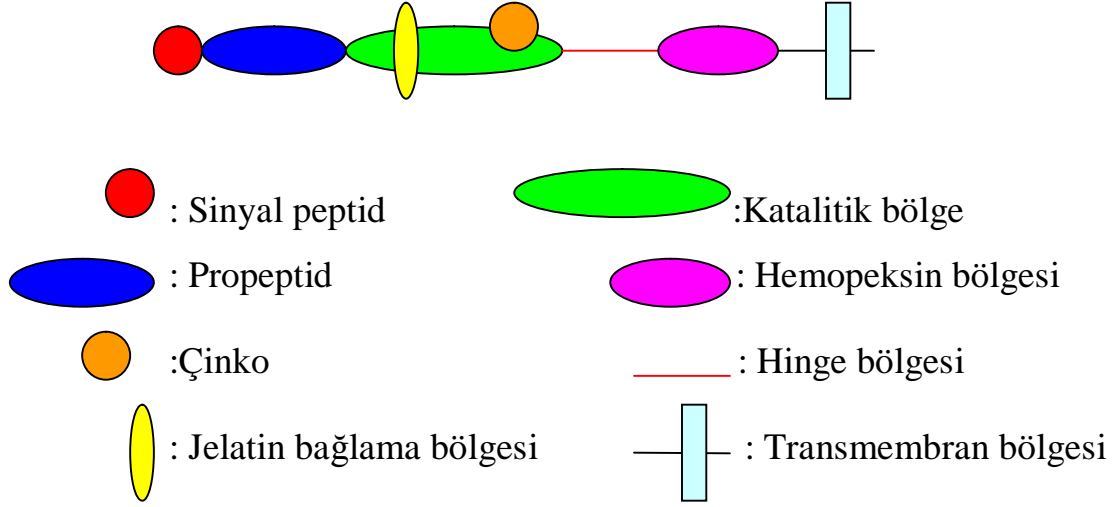 : Sinyal peptid
:Katalitik bölge
: Propeptid
: Hemopeksin bölgesi
:Çinko
: Hinge bölgesi
: Jelatin bağlama bölgesi
: Transmembran bölgesi